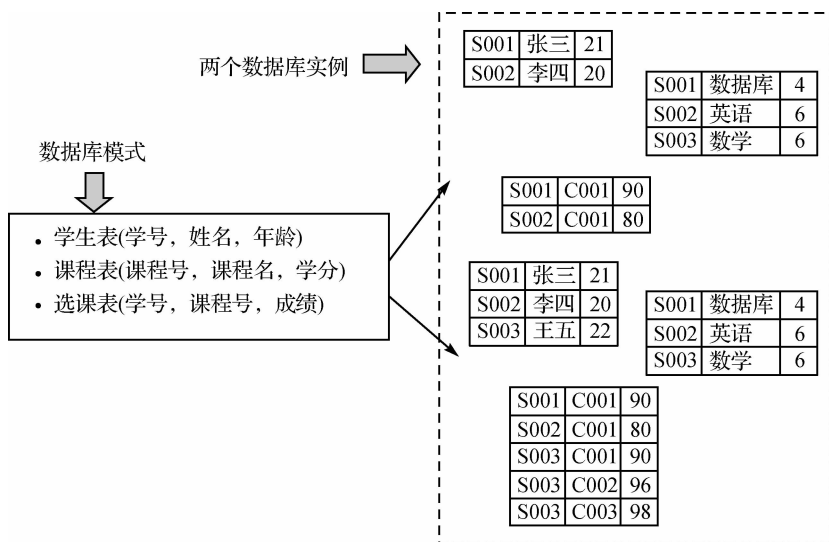 两个数据库实例
S001 张三 21
S002 李四 20
S001 数据库 4
S002 英语 6
S003 数学 6
数据库模式
S001 C001 90
S002 C001 80
• 学生表(学号，姓名，年龄)
• 课程表(课程号，课程名，学分)
• 选课表(学号，课程号，成绩)
S001 张三 21
S002 李四 20
S003 王五 22
S001 数据库 4
S002 英语 6
S003 数学 6
S001 C001 90
S002 C001 80
S003 C001 90
S003 C002 96
S003 C003 98